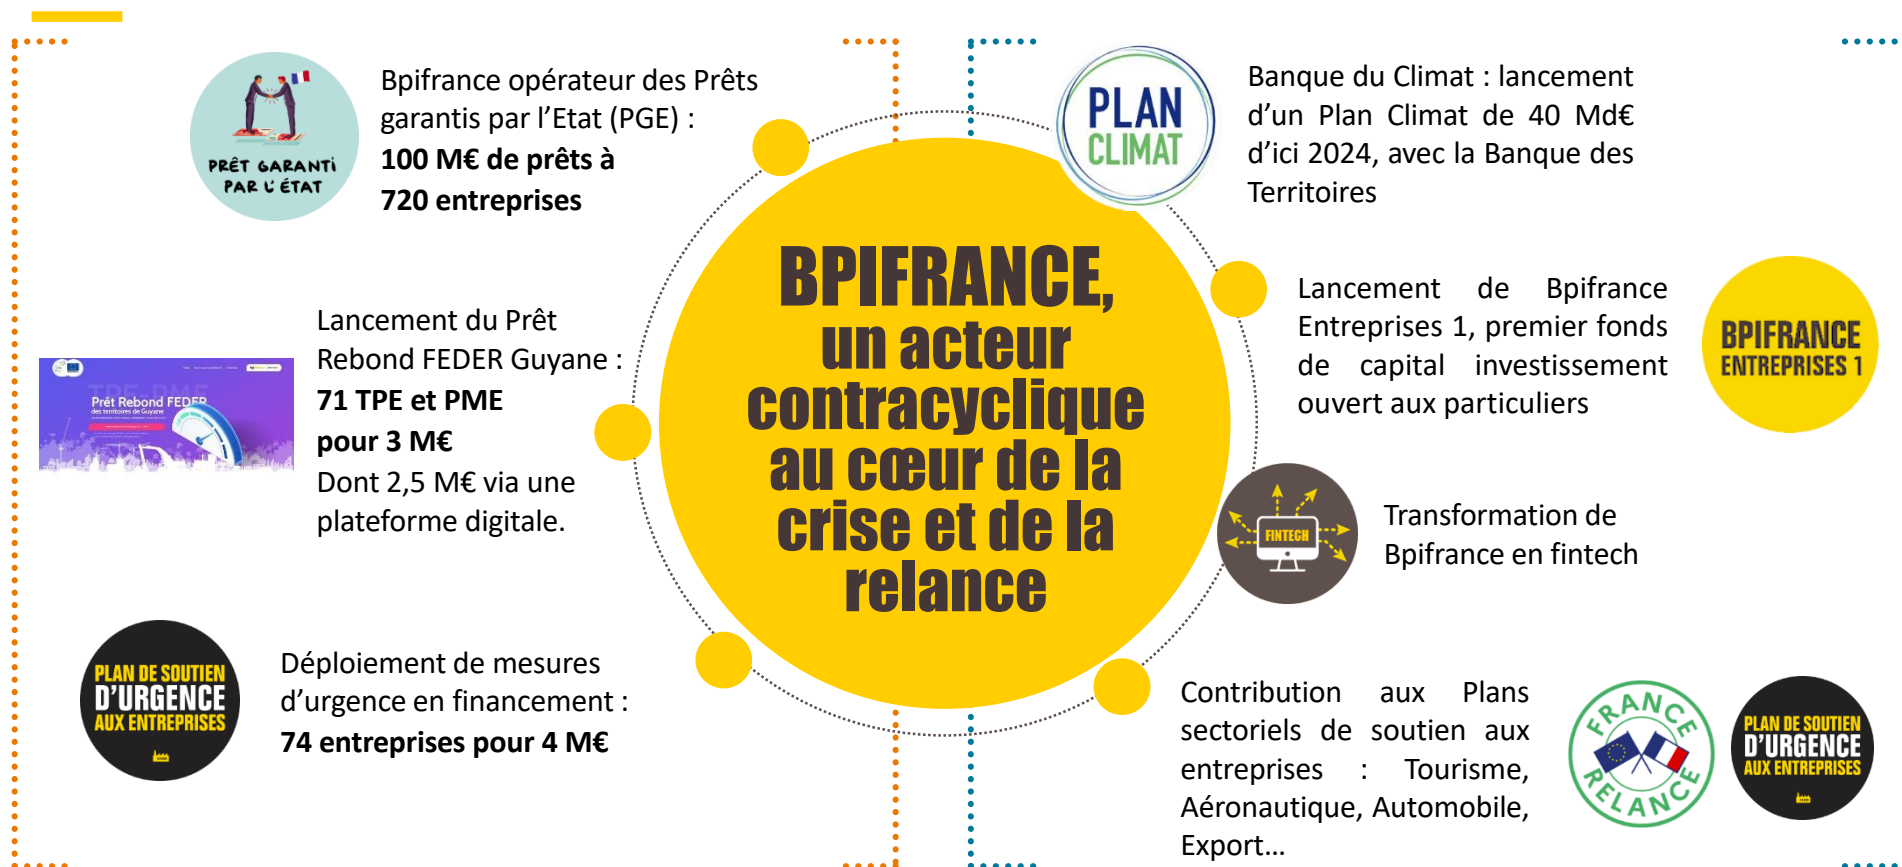 PRÊT GARANTi
PAR L'ÉTAT
Bpifrance opérateur des Prêts
garantis par l’Etat (PGE) :
100 M€ de prêts à
720 entreprises
TPE-PME
Prêt Rebond FEDER
des territoires de Guyane
Lancement du Prêt
Rebond FEDER Guyane :
71 TPE et PME
pour 3 M€
Dont 2,5 M€ via une
plateforme digitale.
PLAN DE SOUTIEN
D'URGENCE
AUX ENTREPRISES
Déploiement de mesures
d’urgence en financement :
74 entreprises pour 4 M€
BPIFRANCE,
un acteur
contracyclique
au cœur de la
crise et de la
relance
PLAN
CLIMAT
Banque du Climat : lancement
d’un Plan Climat de 40 Md€
d’ici 2024, avec la Banque des
Territoires
Lancement de Bpifrance
Entreprises 1, premier fonds
de capital investissement
ouvert aux particuliers
BPIFRANCE
ENTREPRISES 1
FINTECH
Transformation de
Bpifrance en fintech
Contribution aux Plans
sectoriels de soutien aux
entreprises : Tourisme,
Aéronautique, Automobile,
Export…
FRANCE
RELANCE
PLAN DE SOUTIEN
D'URGENCE
AUX ENTREPRISES